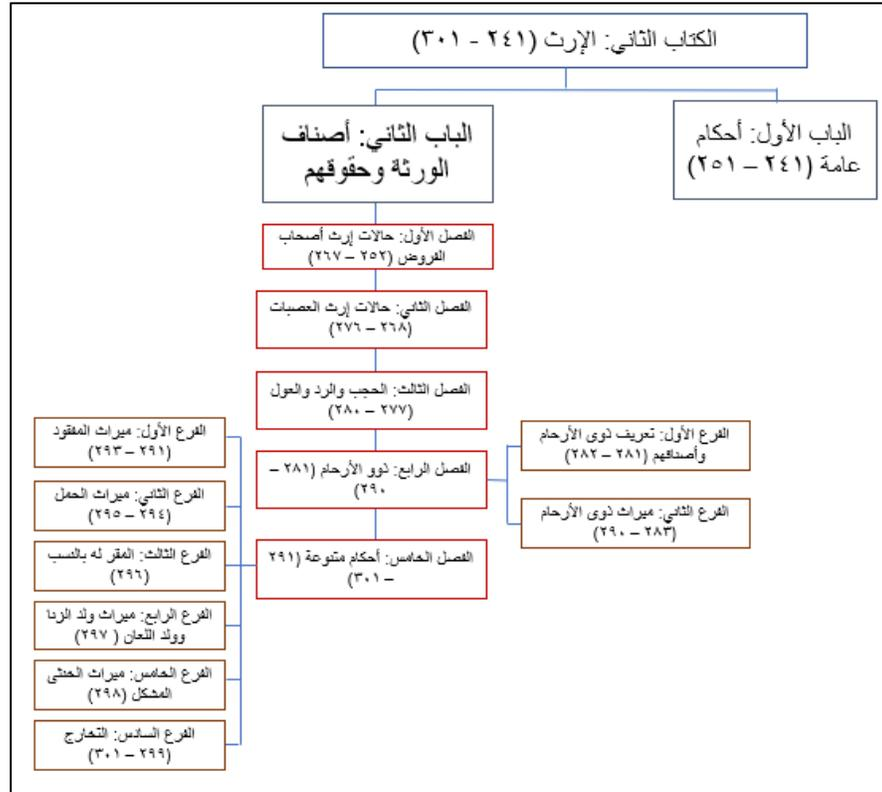 الكتاب الثاني: الإرث (٢٤١ - ٣٠١)
الباب الأول: أحكام
عامة (٢٤١ – ٢٥١)
الباب الثاني: أصناف
الورثة وحقوقهم
الفصل الأول: حالات إرث أصحاب
الفروض (٢٥٢ – ٢٦٧)
الفصل الثاني: حالات إرث العصبات
(٢٦٨ – ٢٧٦)
الفصل الثالث: الحجب والرد والعول
(٢٧٧ – ٢٨٠)
الفصل الرابع: ذوو الأرحام (٢٨١ –
٢٩٠)
الفرع الأول: تعريف ذوى الأرحام
وأصنافهم (٢٨١ – ٢٨٢)
الفرع الثاني: ميراث ذوى الأرحام
(٢٨٣ – ٢٩٠)
الفصل الخامس: أحكام متنوعة (٢٩١
– ٣٠١)
الفرع الأول: ميراث المفقود
(٢٩١ – ٢٩٣)
الفرع الثاني: ميراث الحمل
(٢٩٤ – ٢٩٥)
الفرع الثالث: المقر له بالنسب
(٢٩٦)
الفرع الرابع: ميراث ولد الزنا
وولد اللعان ( ٢٩٧)
الفرع الخامس: ميراث الخنثى
المشكل (٢٩٨)
الفرع السادس: التخارج
(٢٩٩ – ٣٠١)